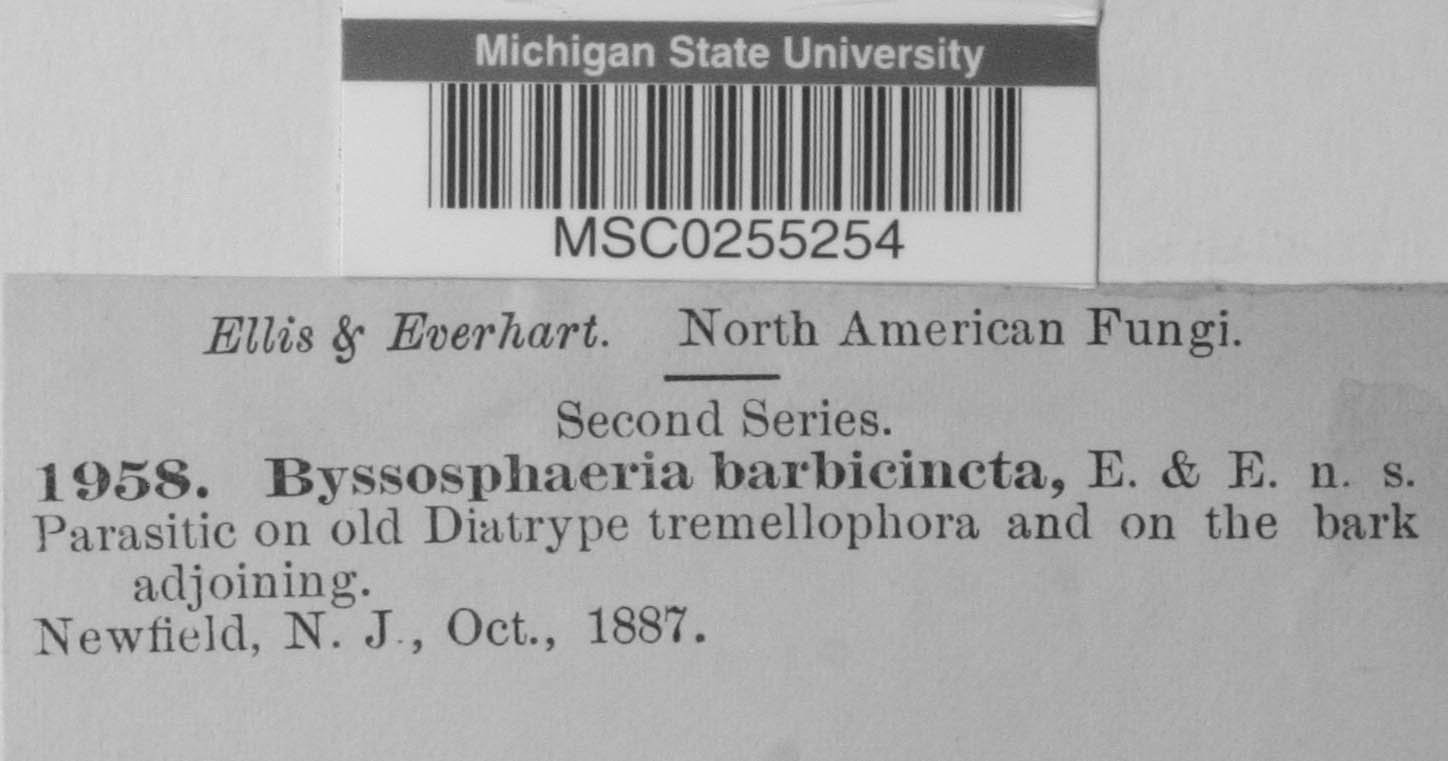 Michigan State University
MSC0255254
Ellis & Everhart. North American Fungi.
Second Series.
1958. Byssosphaeria barbicincta, E. & E. n. s.
Parasitic on old Diatrype tremellophora and on the bark
adjoining.
Newfield, N. J., Oct., 1887.